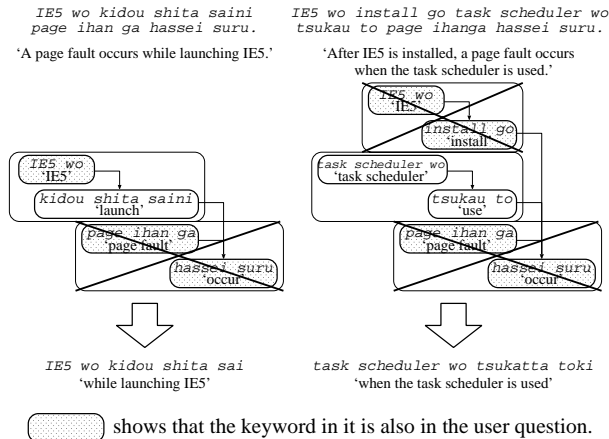 IE5 wo kidou shita saini
page ihan ga hassei suru.
'A page fault occurs while launching IE5.'
IE5 wo
'IE5'
kidou shita saini
'launch'
page ihan ga
'page fault'
hassei suru
'occur'
IE5 wo kidou shita sai
'while launching IE5'
IE5 wo install go task scheduler wo
tsukau to page ihanga hassei suru.
'After IE5 is installed, a page fault occurs
when the task scheduler is used.'
IE5 wo
'IE5'
install go
'install'
task scheduler wo
'task scheduler'
tsukau to
'use'
page ihan ga
'page fault'
hassei suru
'occur'
task scheduler wo tsukatta toki
'when the task scheduler is used'
shows that the keyword in it is also in the user question.